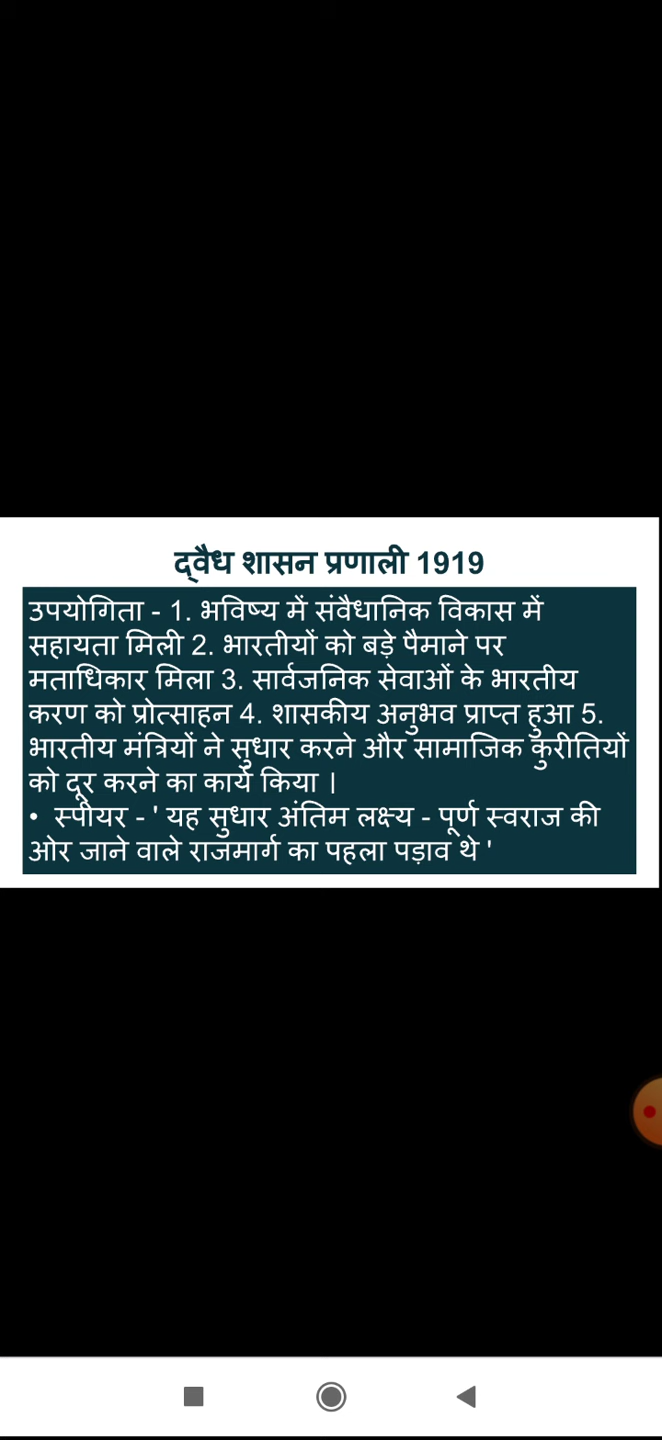 द्वैध शासन प्रणाली 1919
उपयोगिता - 1. भविष्य में संवैधानिक विकास में
सहायता मिली 2. भारतीयों को बड़े पैमाने पर
मताधिकार मिला 3. सार्वजनिक सेवाओं के भारतीय
करण को प्रोत्साहन 4. शासकीय अनुभव प्राप्त हुआ 5.
भारतीय मंत्रियों ने सुधार करने और सामाजिक कुरीतियों
को दूर करने का कार्य किया |
• स्पीयर - ' यह सुधार अंतिम लक्ष्य - पूर्ण स्वराज की
ओर जाने वाले राजमार्ग का पहला पड़ाव थे '